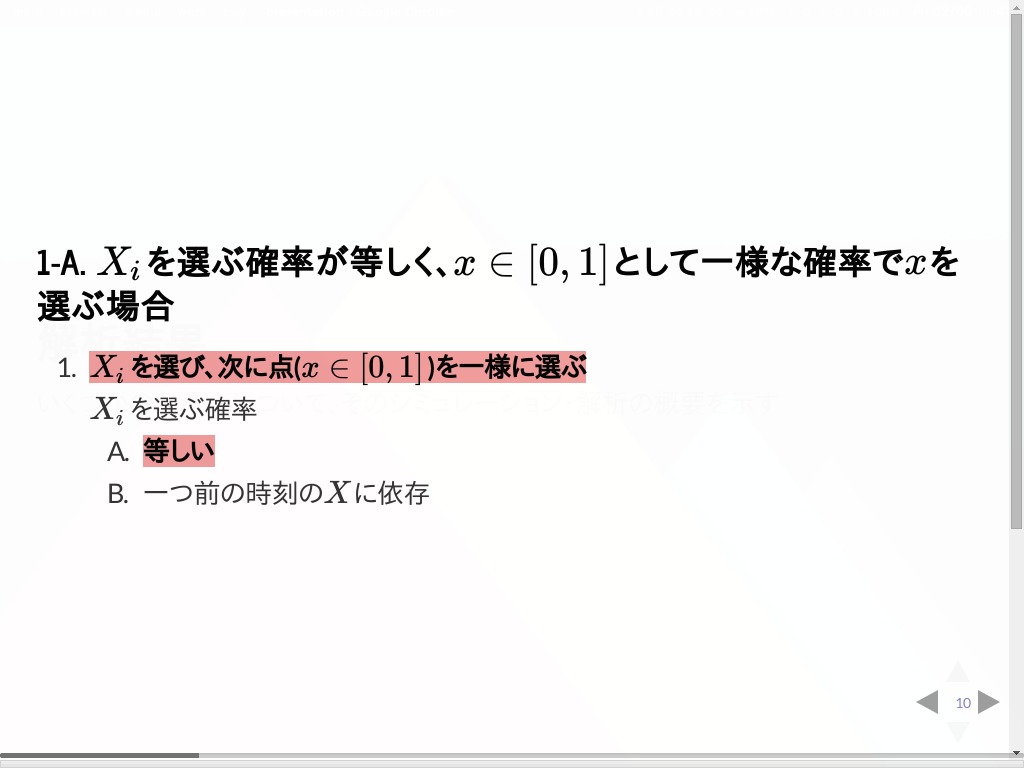 1-A. X_i を選ぶ確率が等しく、x ∈ [0, 1] として一様な確率で x を
選ぶ場合
1. X_i を選び、次に点(x ∈ [0, 1] )を一様に選ぶ
X_i を選ぶ確率
A. 等しい
B. 一つ前の時刻の X に依存
10